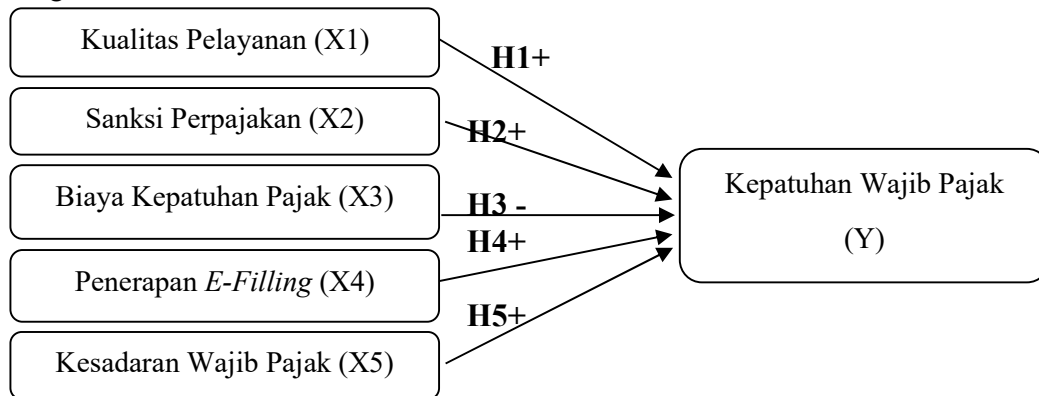 Kualitas Pelayanan (X1)
H1+
Sanksi Perpajakan (X2)
H2+
Biaya Kepatuhan Pajak (X3)
H3 -
H4+
Penerapan E-Filling (X4)
H5+
Kesadaran Wajib Pajak (X5)
Kepatuhan Wajib Pajak
(Y)